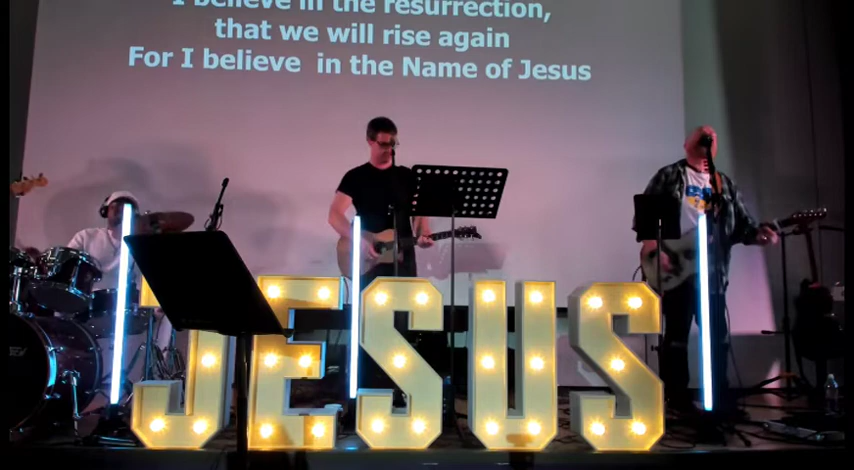 I believe in the resurrection,
that we will rise again
For I believe in the Name of Jesus
JESUS